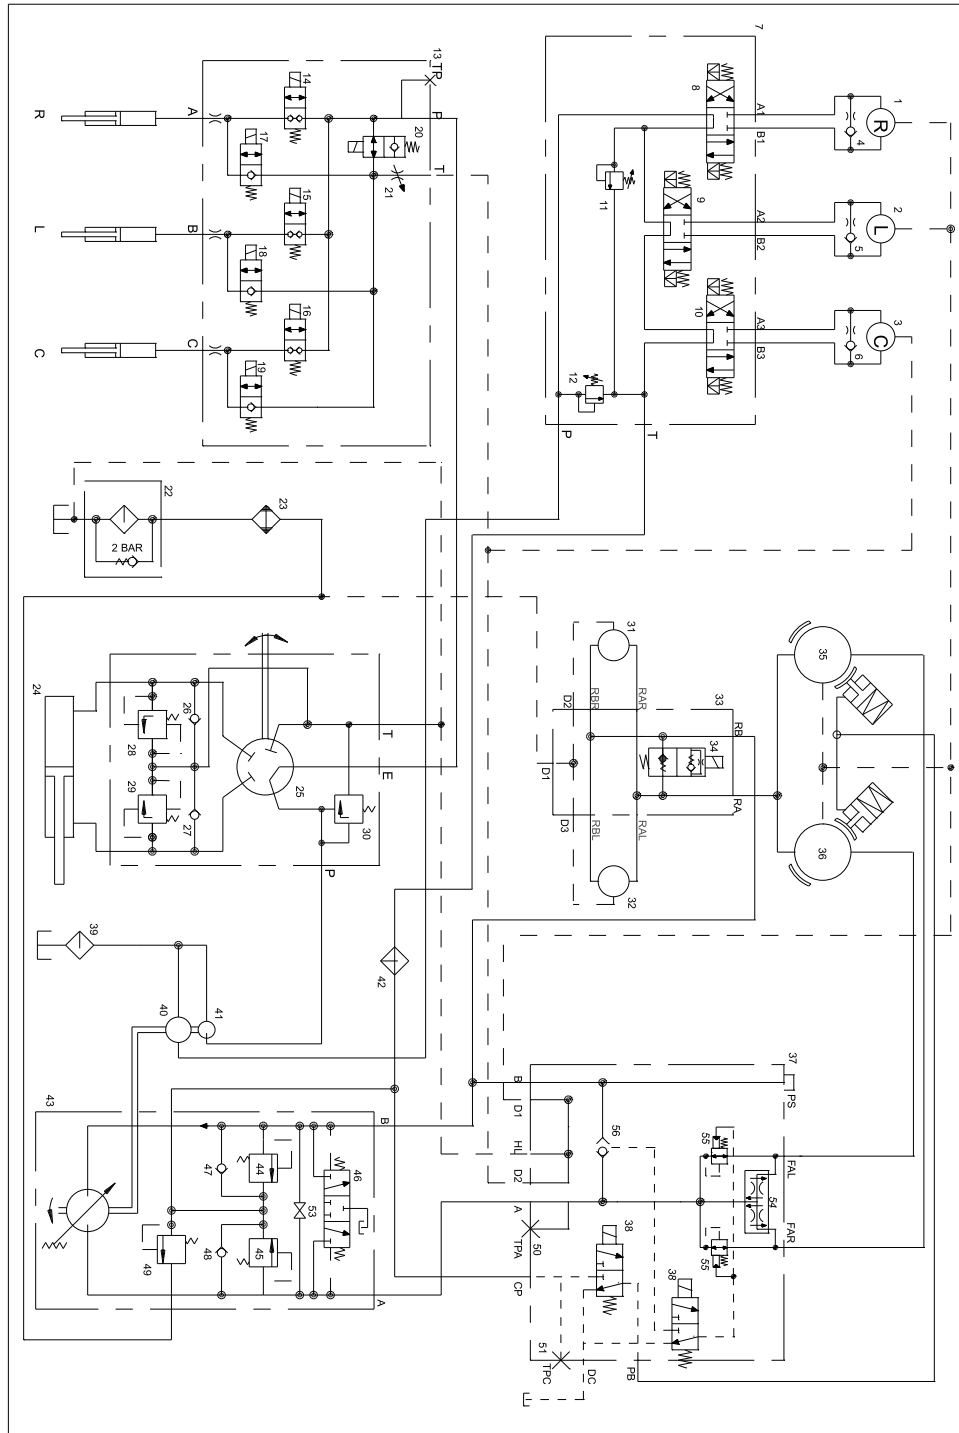 7
13 TP
R
A
14
P
17
20
T
21
L
B
15
18
C
C
16
19
8
A1
1
R
B1
4
9
A2
2
L
11
B2
5
10
A3
3
C
B3
6
12
P
T
22
23
2 BAR
24
26
28
29
27
25
T
E
30
P
31
D2
RBR
RAR
33
RB
34
D1
RA
D3
RBL
RAL
32
35
36
39
40
41
42
43
B
44
46
47
53
48
45
49
A
37
B
PS
D1
HL
D2
56
55
FAL
54
A
TPA
50
38
FAR
55
CP
38
51
TPC
DC
PB